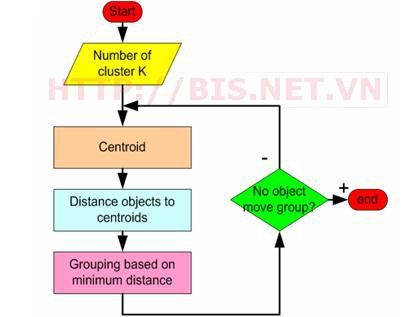 Start
Number of
cluster K
HTTP://BIS.NET.VN
Centroid
-
No object
move group?
+
end
Distance objects to
centroids
Grouping based on
minimum distance